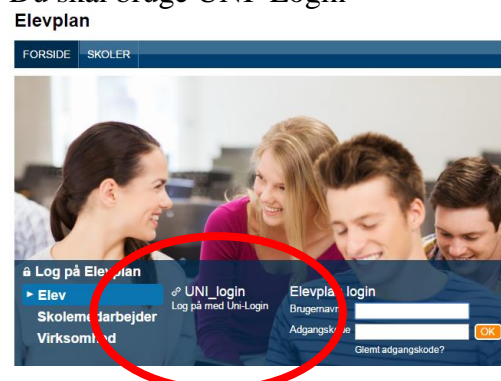 Du skal bruge UNI-Login
Elevplan
FORSIDE SKOLER
Log på Elevplan
Elev
Skolemedarbejder
Virksomhed
UNI_login
Log på med Uni-Login
Elevplan login
Brugernavn
Adgangskode
OK
Glemt adgangskode?